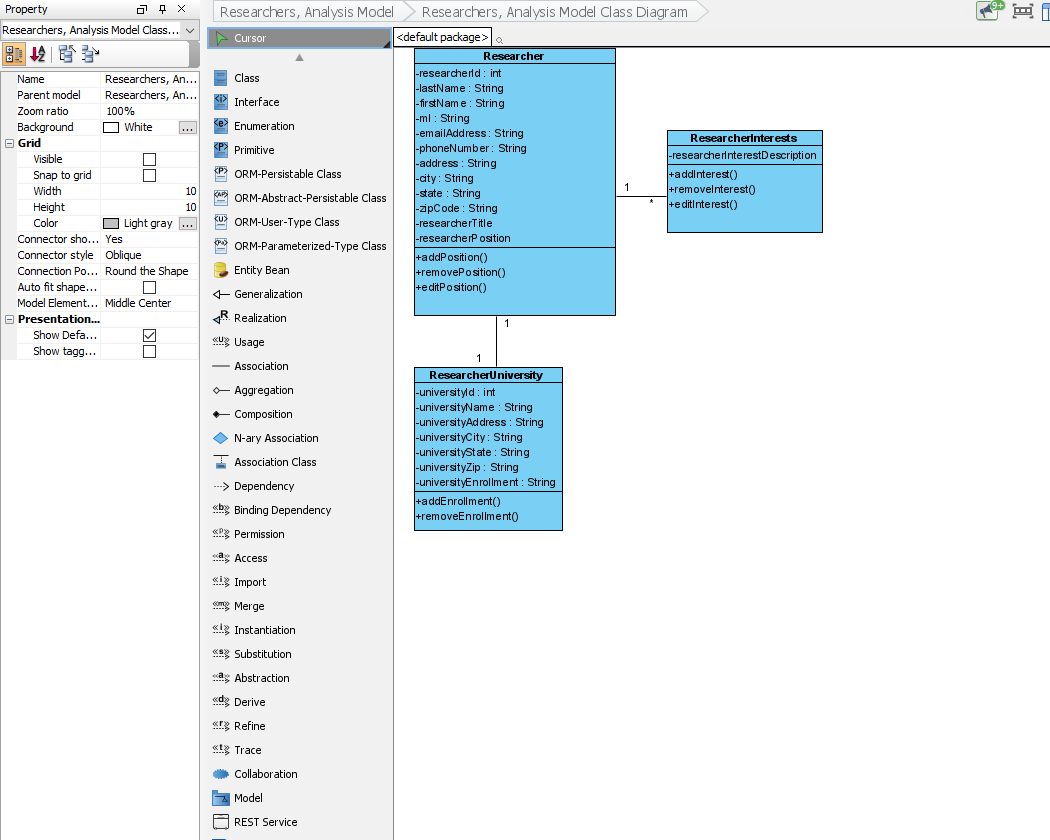 Property
Researchers, Analysis Model Class...
Name Researchers, An...
Parent model Researchers, An...
Zoom ratio 100%
Background White ...
Grid
Visible
Snap to grid
Width 10
Height 10
Color Light gray ...
Connector sho... Yes
Connector style Oblique
Connection Po... Round the Shape
Auto fit shape...
Model Element... Middle Center
Presentation...
Show Defa...
Show tagg...
Researchers, Analysis Model
Researchers, Analysis Model Class Diagram
9+
Cursor
Class
Interface
Enumeration
Primitive
ORM-Persistable Class
ORM-Abstract-Persistable Class
ORM-User-Type Class
ORM-Parameterized-Type Class
Entity Bean
Generalization
Realization
Usage
Association
Aggregation
Composition
N-ary Association
Association Class
Dependency
Binding Dependency
Permission
Access
Import
Merge
Instantiation
Substitution
Abstraction
Derive
Refine
Trace
Collaboration
Model
REST Service
<default package>
Researcher
-researcherId : int
-lastName : String
-firstName : String
-mI : String
-emailAddress : String
-phoneNumber : String
-address : String
-city : String
-state : String
-zipCode : String
-researcherTitle
-researcherPosition
+addPosition()
+removePosition()
+editPosition()
1
*
ResearcherInterests
-researcherInterestDescription
+addInterest()
+removeInterest()
+editInterest()
1
1
ResearcherUniversity
-universityId : int
-universityName : String
-universityAddress : String
-universityCity : String
-universityState : String
-universityZip : String
-universityEnrollment : String
+addEnrollment()
+removeEnrollment()